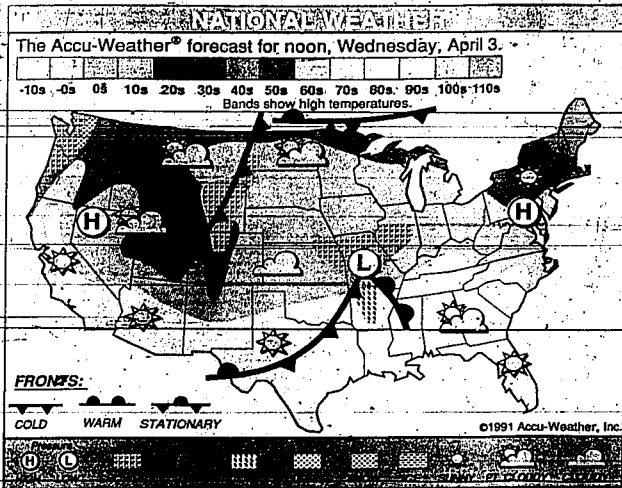 NATIONAL WEATHER
The Accu-Weather® forecast for noon, Wednesday, April 3.
-10s -0s 0s 10s 20s 30s 40s 50s 60s 70s 80s 90s 100s 110s
Bands show high temperatures.
H
H
L
FRONTS:
COLD WARM STATIONARY
©1991 Accu-Weather, Inc.
H L